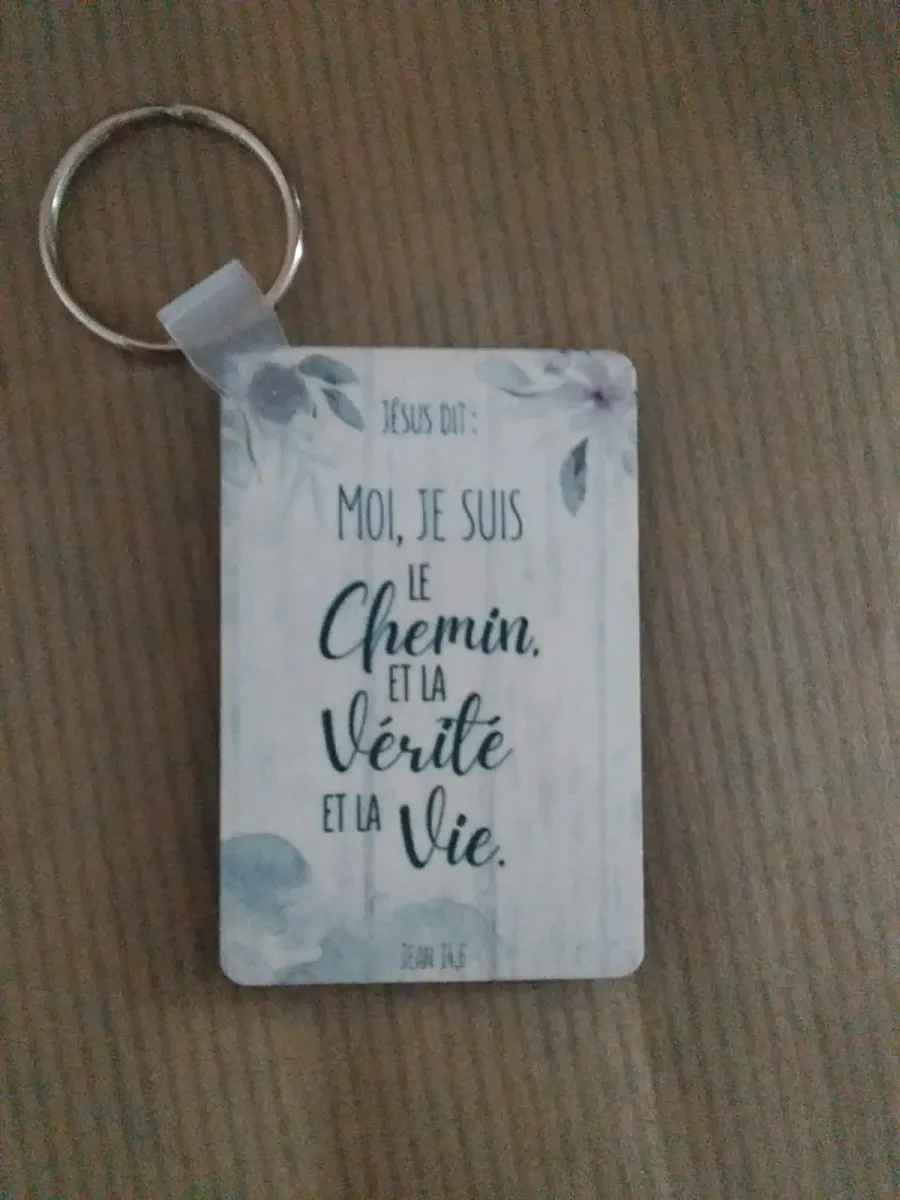 JÉSUS DIT :
MOI, JE SUIS
LE
Chemin,
ET LA
Vérité
ET LA Vie.
JEAN 14,6